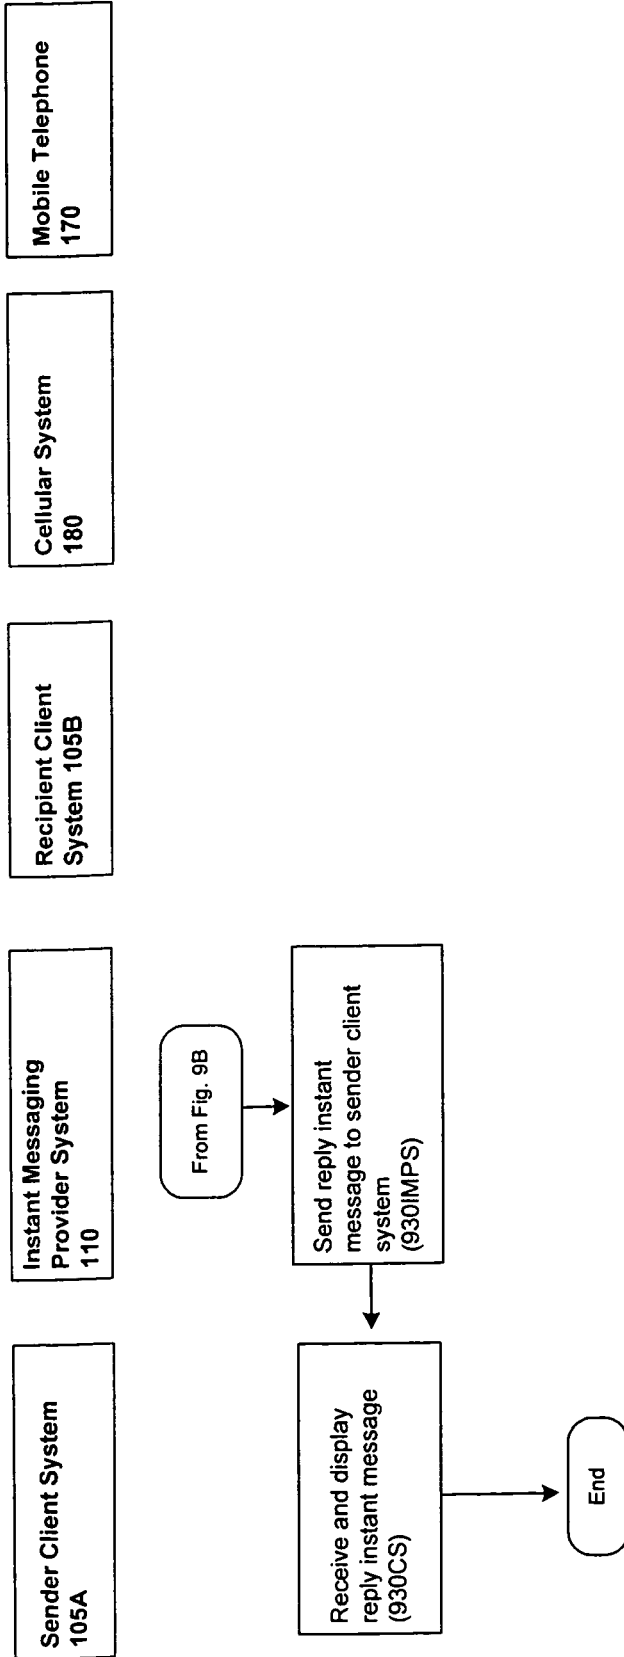 Sender Client System
105A
Instant Messaging
Provider System
110
Recipient Client
System 105B
Cellular System
180
Mobile Telephone
170
From Fig. 9B
Send reply instant
message to sender client
system
(930IMPS)
Receive and display
reply instant message
(930CS)
End